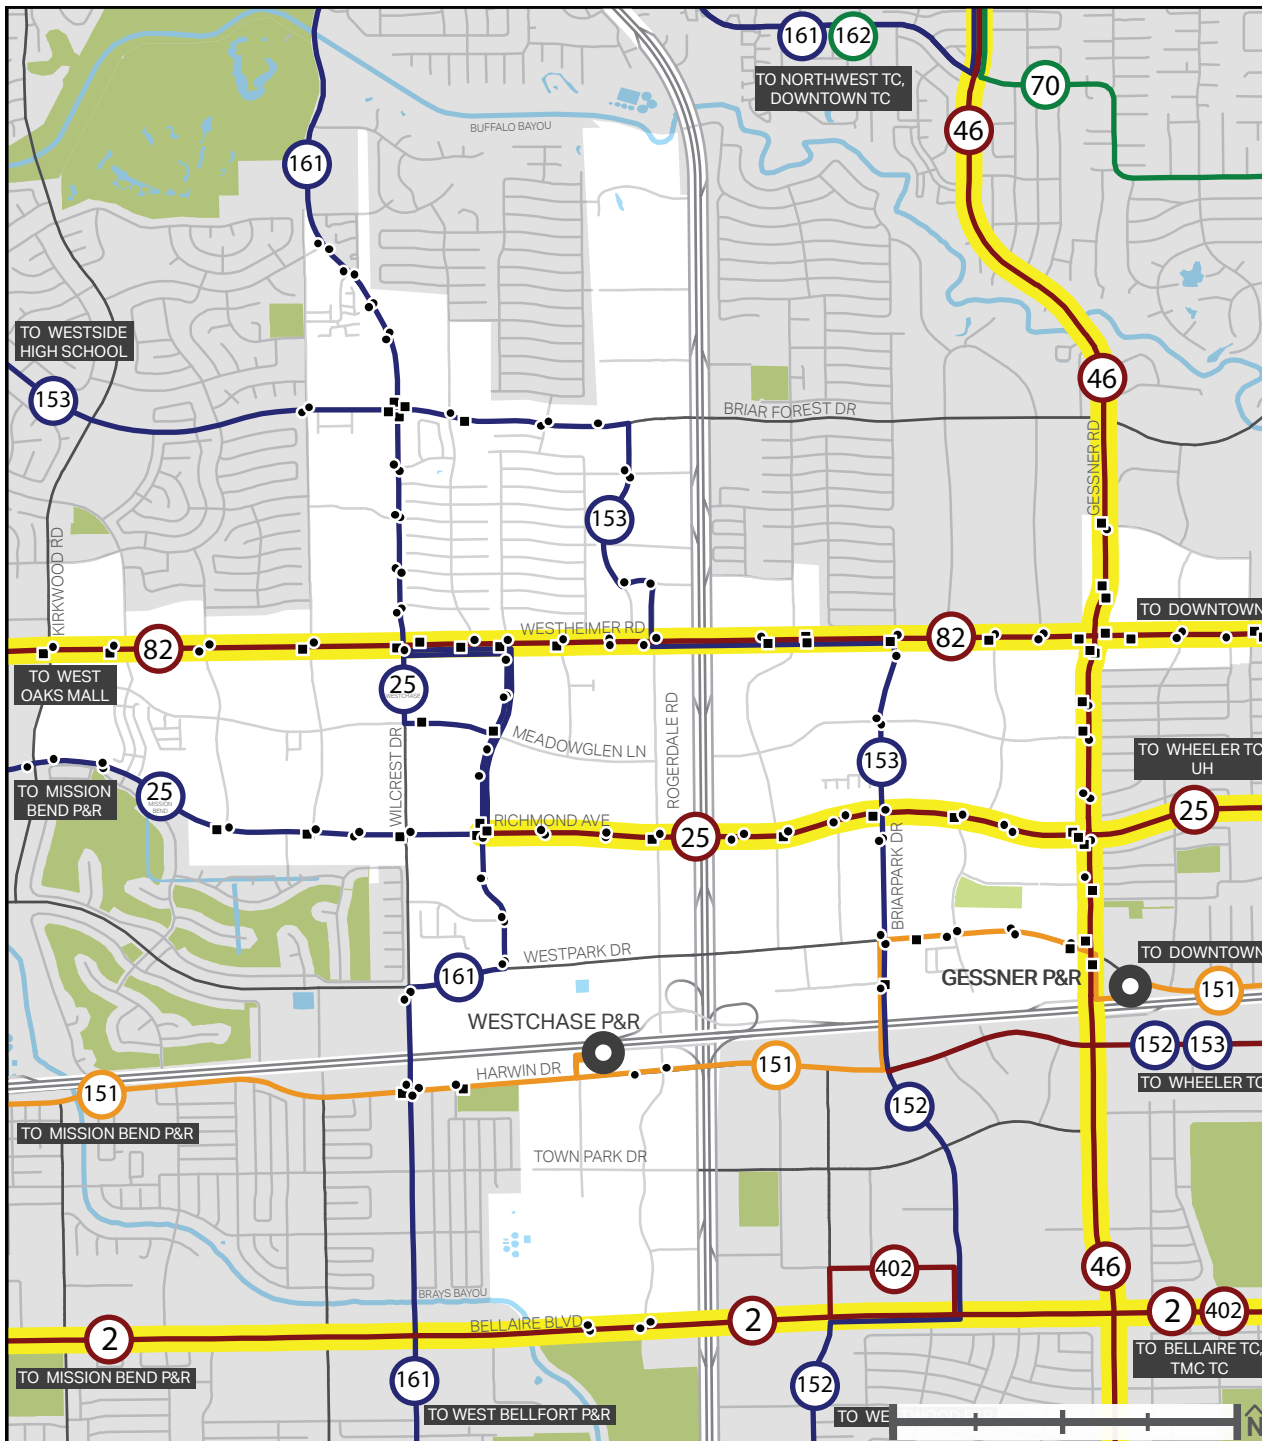 161
162
TO NORTHWEST TC,
DOWNTOWN TC
70
46
BUFFALO BAYOU
161
TO WESTSIDE
HIGH SCHOOL
153
46
BRIAR FOREST DR
GESSNER RD
153
KIRKWOOD RD
TO DOWNTOWN
WESTHEIMER RD
82
82
TO WEST
OAKS MALL
25
WESTCHASE
MEADOWGLEN LN
ROGERDALE RD
WILCREST DR
153
TO WHEELER TC
UH
TO MISSION
BEND P&R
25
MISSION
BEND
RICHMOND AVE
25
25
BRIARPARK DR
WESTPARK DR
161
GESSNER P&R
TO DOWNTOWN
151
WESTCHASE P&R
152
153
TO WHEELER TC
HARWIN DR
151
151
152
TO MISSION BEND P&R
TOWN PARK DR
402
46
BRAYS BAYOU
BELLAIRE BLVD
2
2
2
402
TO BELLAIRE TC,
TMC TC
TO MISSION BEND P&R
161
152
TO WEST BELLFORT P&R
TO WE
N